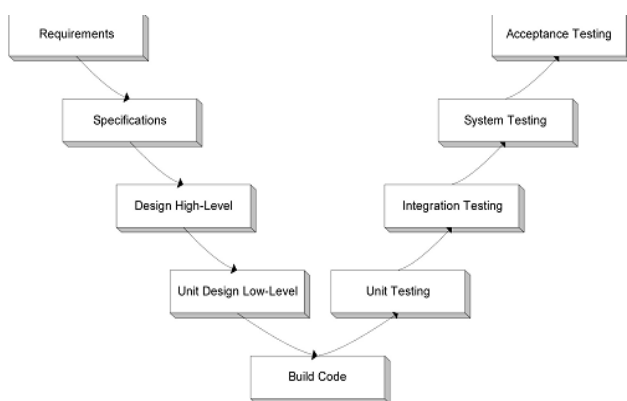 Requirements
Acceptance Testing
Specifications
System Testing
Design High-Level
Integration Testing
Unit Design Low-Level
Unit Testing
Build Code